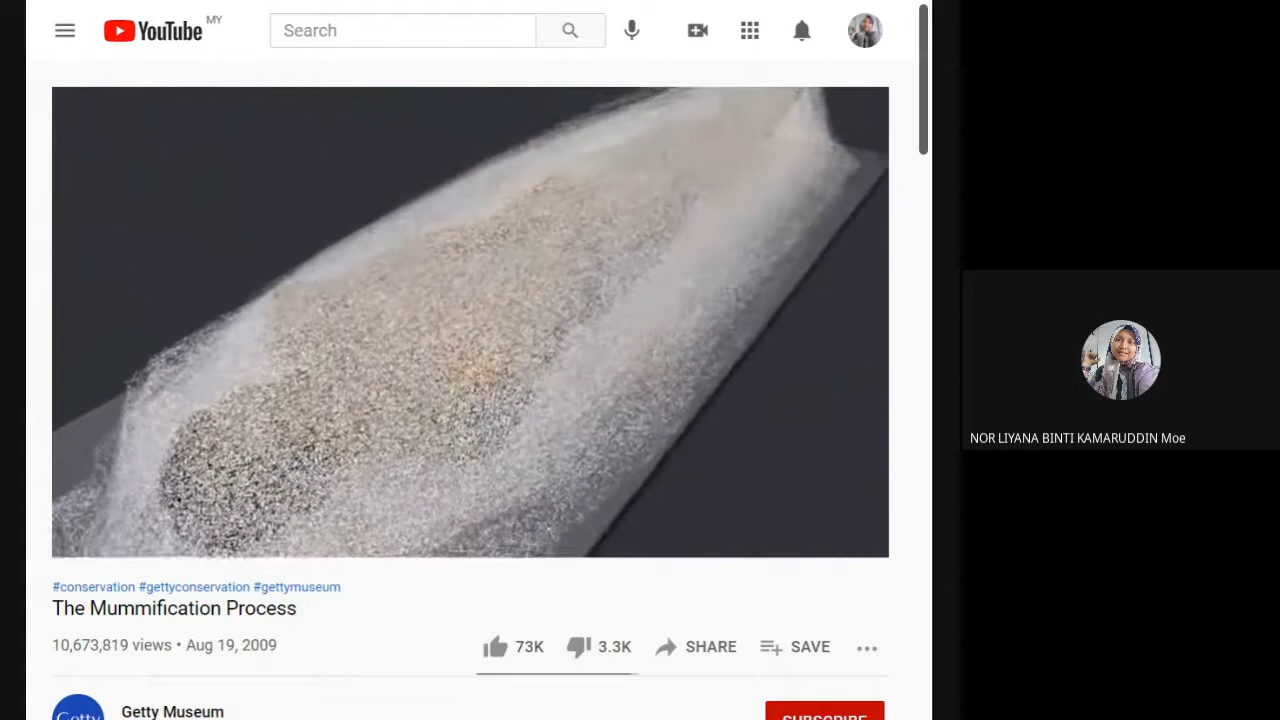 YouTube MY
Search
#conservation #gettyconservation #gettymuseum
The Mummification Process
10,673,819 views • Aug 19, 2009
73K 3.3K SHARE SAVE
Getty Getty Museum
SUBSCRIBE
NOR LIYANA BINTI KAMARUDDIN Moe